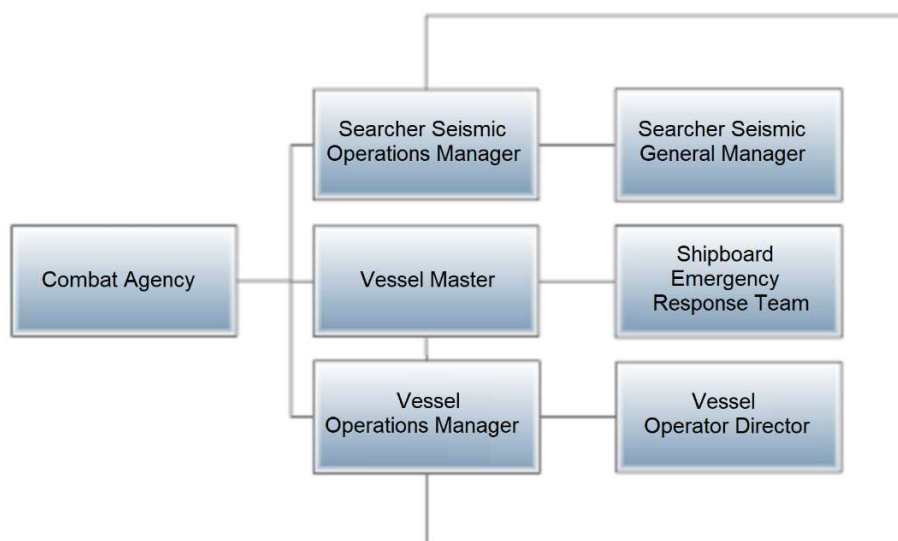 Searcher Seismic
Operations Manager
Searcher Seismic
General Manager
Combat Agency
Vessel Master
Shipboard
Emergency
Response Team
Vessel
Operations Manager
Vessel
Operator Director